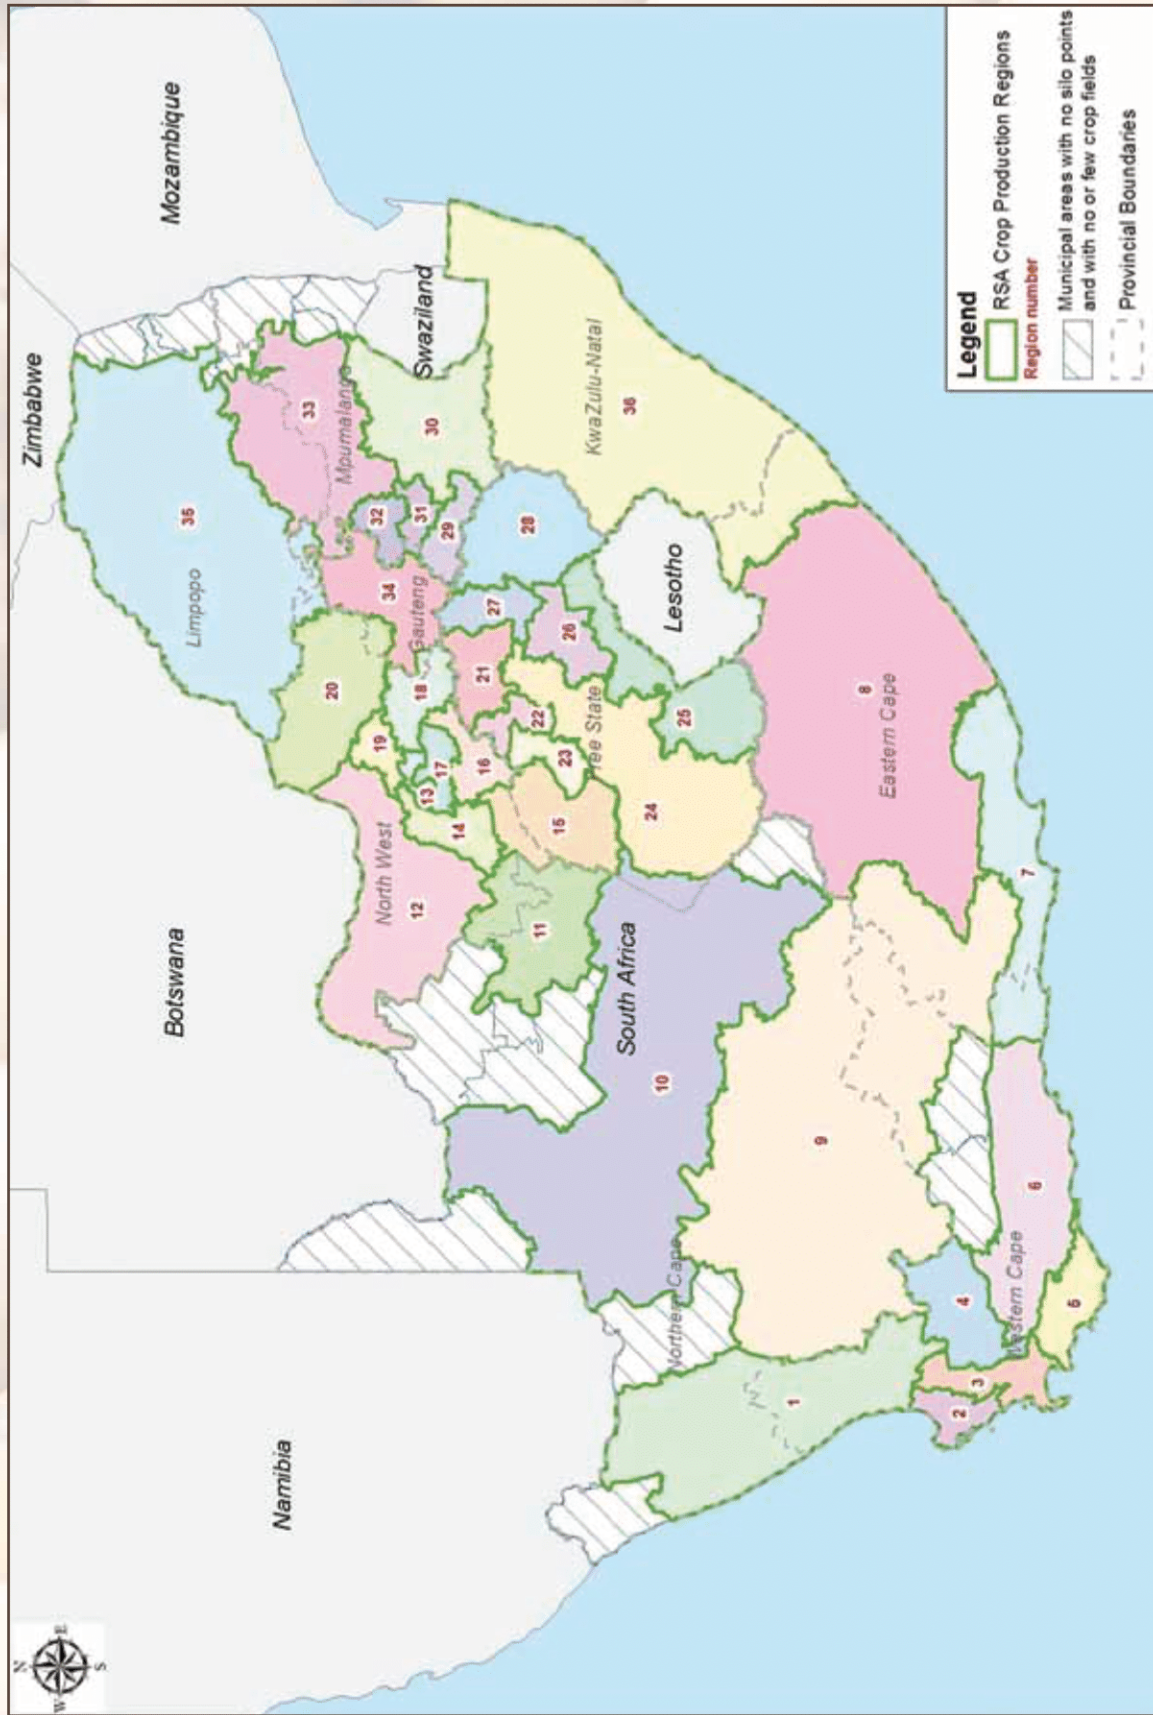 N
W
E
S
Namibia
Botswana
Zimbabwe
Mozambique
Swaziland
Lesotho
South Africa
Limpopo
Mpumalanga
Gauteng
North West
Free State
KwaZulu-Natal
Northern Cape
Eastern Cape
Western Cape
1
2
3
4
5
6
7
8
9
10
11
12
13
14
15
16
17
18
19
20
21
22
23
24
25
26
27
28
29
30
31
32
33
34
35
36
Legend
RSA Crop Production Regions
Region number
Municipal areas with no silo points
and with no or few crop fields
Provincial Boundaries